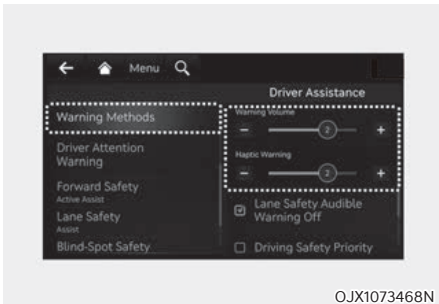 Menu
Driver Assistance
Warning Methods
Driver Attention
Warning
Forward Safety
Active Assist
Lane Safety
Assist
Blind-Spot Safety
Warning Volume
- 2 +
Haptic Warning
- 2 +
Lane Safety Audible
Warning Off
Driving Safety Priority
OJX1073468N